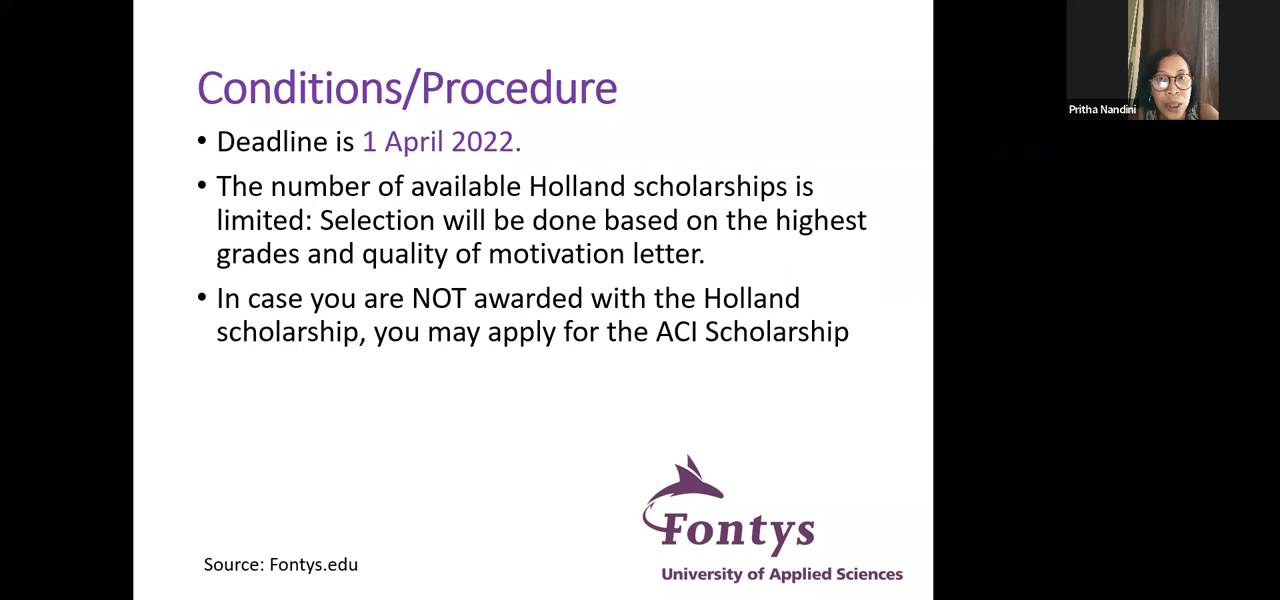 Conditions/Procedure
• Deadline is 1 April 2022.
• The number of available Holland scholarships is
limited: Selection will be done based on the highest
grades and quality of motivation letter.
• In case you are NOT awarded with the Holland
scholarship, you may apply for the ACI Scholarship
Source: Fontys.edu
Fontys
University of Applied Sciences
Pritha Nandini